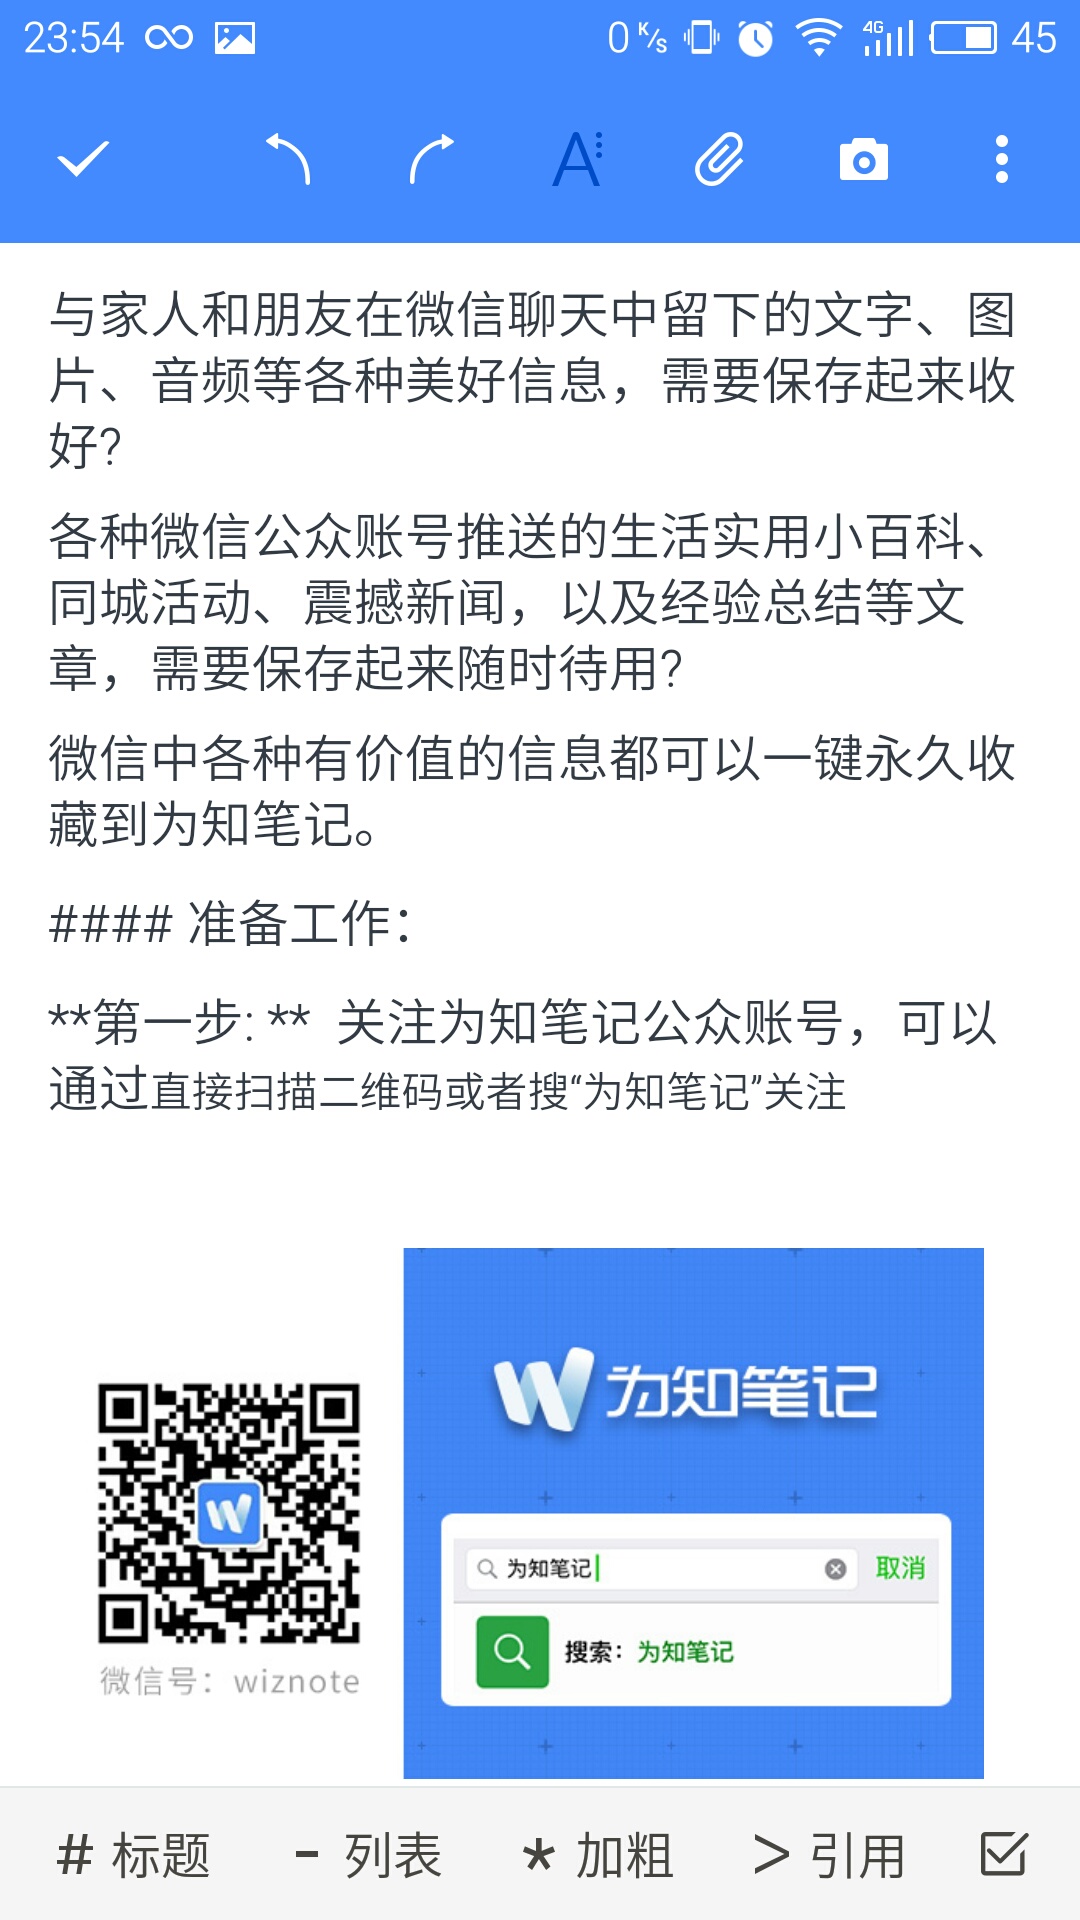 23:54
0 K/s
4G
45
A
与家人和朋友在微信聊天中留下的文字、图
片、音频等各种美好信息，需要保存起来收
好?
各种微信公众账号推送的生活实用小百科、
同城活动、震撼新闻，以及经验总结等文
章，需要保存起来随时待用?
微信中各种有价值的信息都可以一键永久收
藏到为知笔记。
#### 准备工作：
**第一步: ** 关注为知笔记公众账号，可以
通过直接扫描二维码或者搜“为知笔记”关注
W 为知笔记
W
为知笔记
取消
搜索：为知笔记
微信号：wiznote
# 标题
- 列表
* 加粗
> 引用